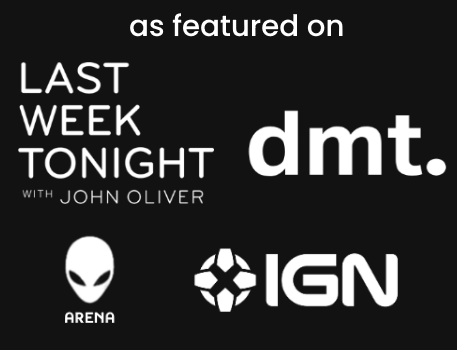 as featured on
LAST
WEEK
TONIGHT
WITH JOHN OLIVER
dmt.
ARENA
IGN